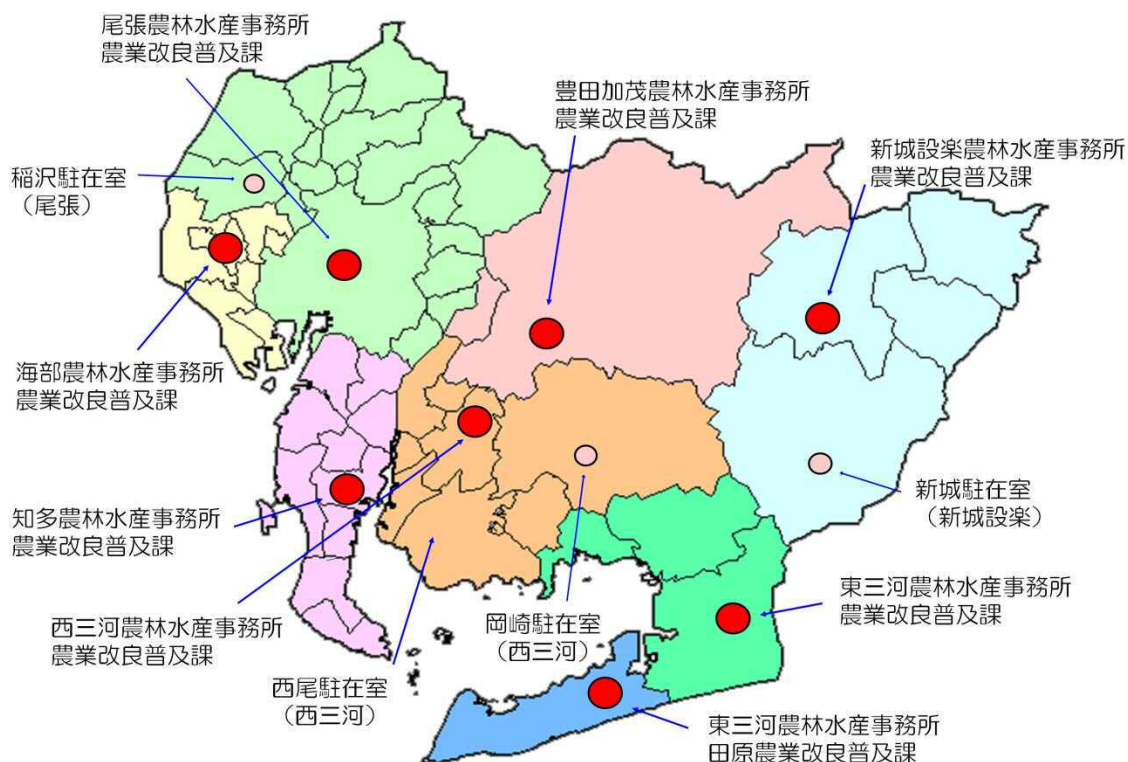 尾張農林水産事務所
農業改良普及課
豊田加茂農林水産事務所
農業改良普及課
新城設楽農林水産事務所
農業改良普及課
稲沢駐在室
（尾張）
海部農林水産事務所
農業改良普及課
新城駐在室
（新城設楽）
知多農林水産事務所
農業改良普及課
東三河農林水産事務所
農業改良普及課
西三河農林水産事務所
農業改良普及課
岡崎駐在室
（西三河）
西尾駐在室
（西三河）
東三河農林水産事務所
田原農業改良普及課